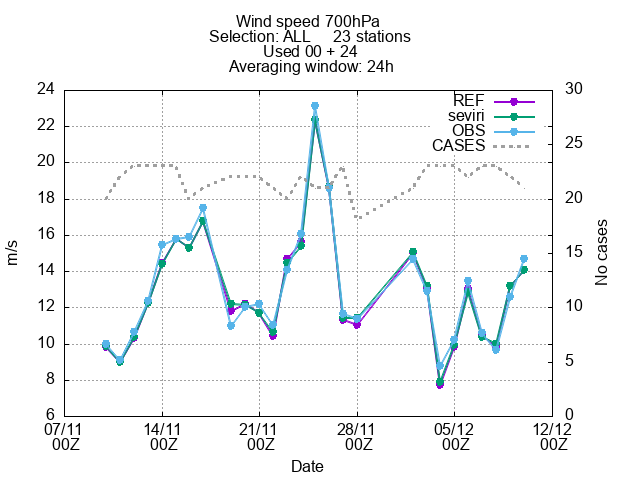 Wind speed 700hPa
Selection: ALL 23 stations
Used 00 + 24
Averaging window: 24h
24
22
20
18
16
14
12
10
8
6
m/s
30
25
20
15
10
5
0
No cases
REF
seviri
OBS
CASES
07/11 14/11 21/11 28/11 05/12 12/12
00Z 00Z 00Z 00Z 00Z 00Z
Date